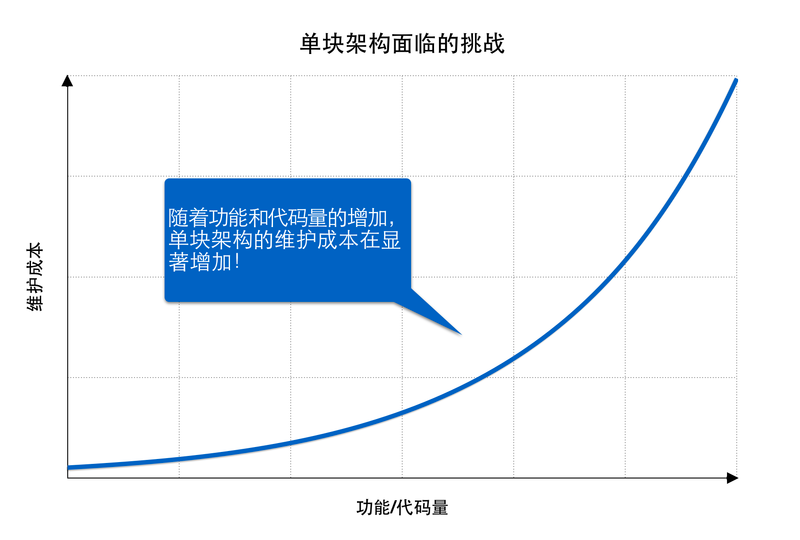 单块架构面临的挑战
随着功能和代码量的增加，
单块架构的维护成本在显
著增加！
维护成本
功能/代码量